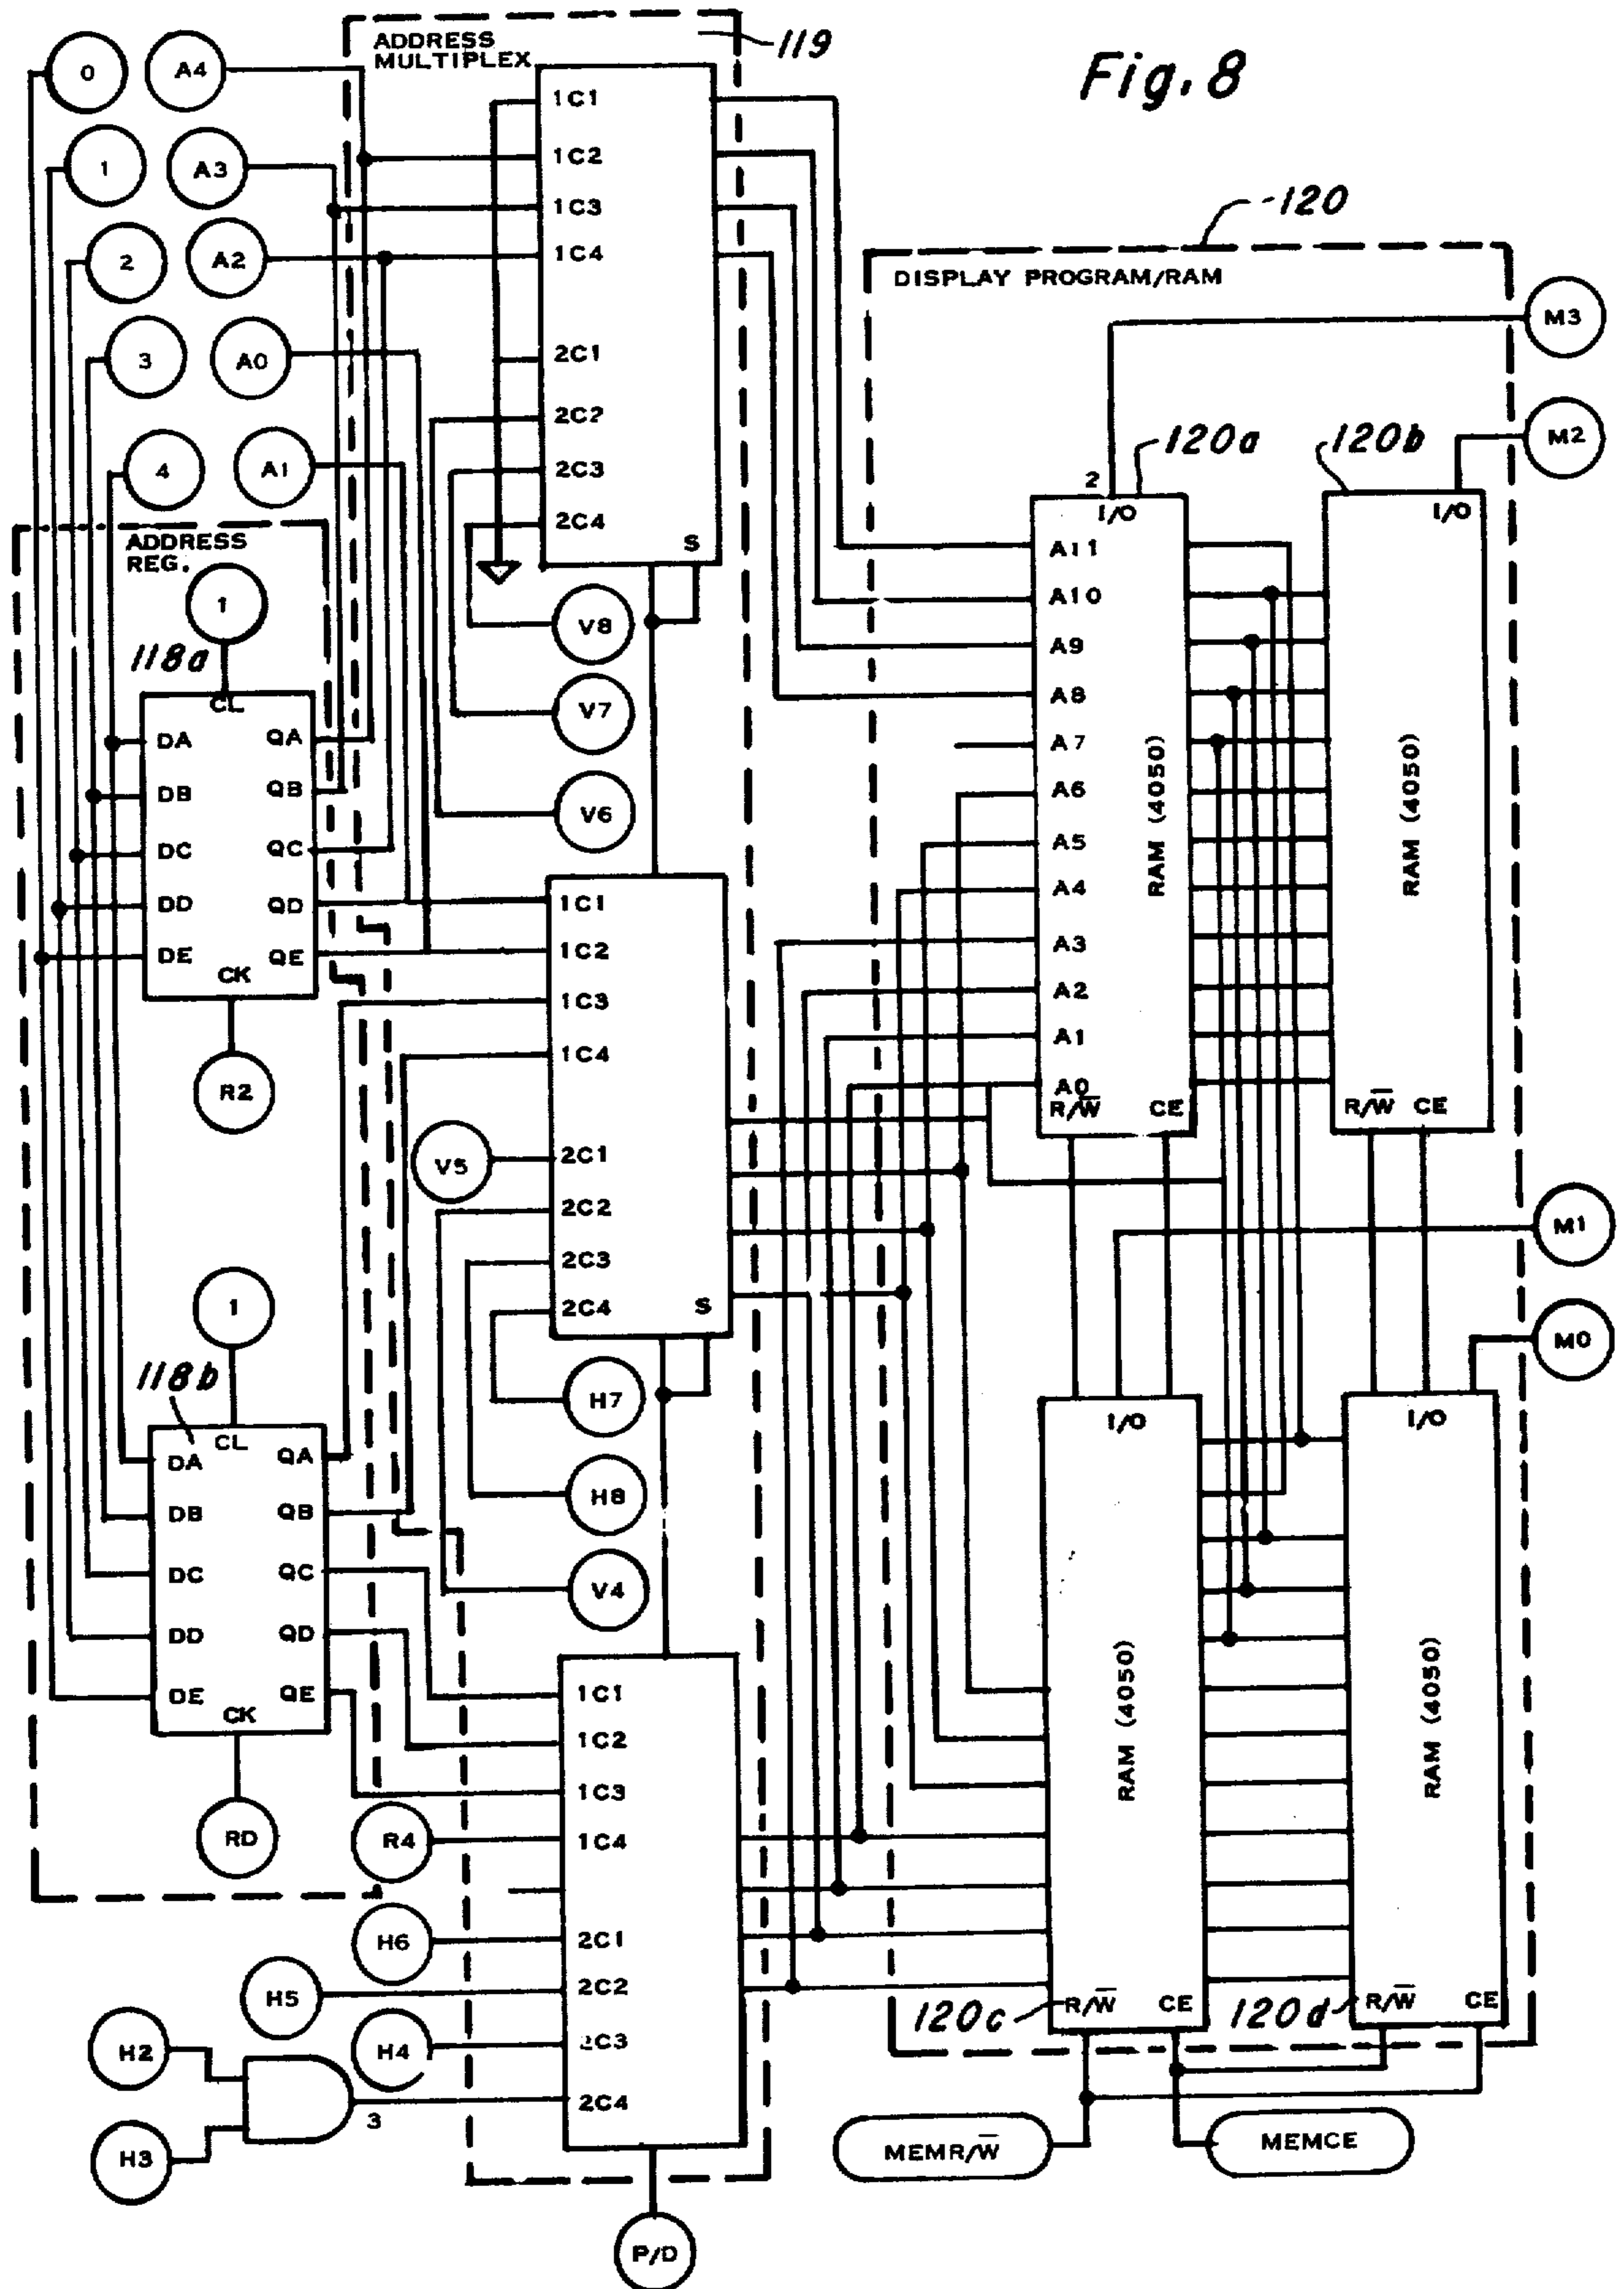 Fig. 8
119
ADDRESS
MULTIPLEX
0
A4
1
A3
2
A2
3
A0
4
A1
1C1
1C2
1C3
1C4
2C1
2C2
2C3
2C4
S
V8
V7
V6
ADDRESS
REG.
1
118a
CL
DA
DB
DC
DD
DE
QA
QB
QC
QD
QE
CK
R2
1C1
1C2
1C3
1C4
2C1
2C2
2C3
2C4
S
V5
H7
H8
V4
1
118b
CL
DA
DB
DC
DD
DE
QA
QB
QC
QD
QE
CK
RD
1C1
1C2
1C3
1C4
2C1
2C2
2C3
2C4
R4
H6
H5
H4
H2
H3
3
P/D
120
DISPLAY PROGRAM/RAM
M3
M2
M1
M0
120a
2
I/O
A11
A10
A9
A8
A7
A6
A5
A4
A3
A2
A1
A0
R/W̅
CE
RAM (4050)
120b
I/O
RAM (4050)
R/W̅ CE
I/O
RAM (4050)
120c
R/W̅
CE
I/O
RAM (4050)
120d
R/W̅
CE
MEMR/W̅
MEMCE